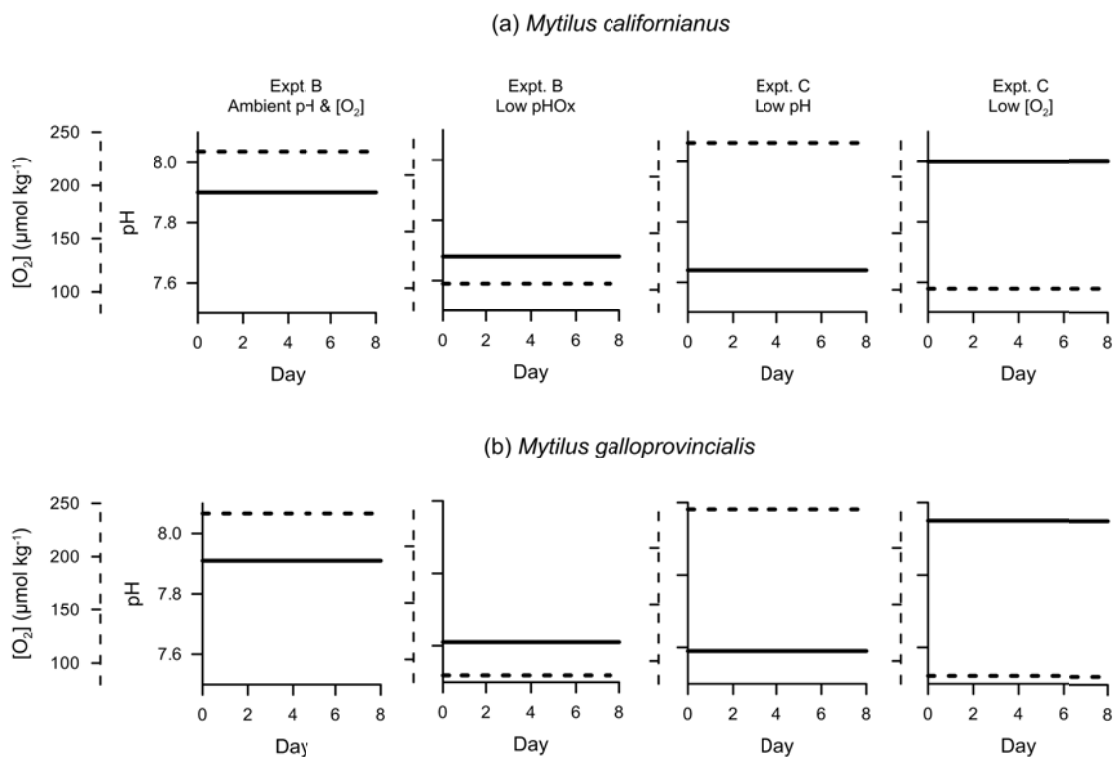 (a) Mytilus californianus
Expt. B
Ambient pH & [O₂]
Expt. B
Low pHOx
Expt. C
Low pH
Expt. C
Low [O₂]
[O₂] (µmol kg⁻¹)
250
200
150
100
pH
8.0
7.8
7.6
0 2 4 6 8
Day
0 2 4 6 8
Day
0 2 4 6 8
Day
0 2 4 6 8
Day
(b) Mytilus galloprovincialis
[O₂] (µmol kg⁻¹)
250
200
150
100
pH
8.0
7.8
7.6
0 2 4 6 8
Day
0 2 4 6 8
Day
0 2 4 6 8
Day
0 2 4 6 8
Day